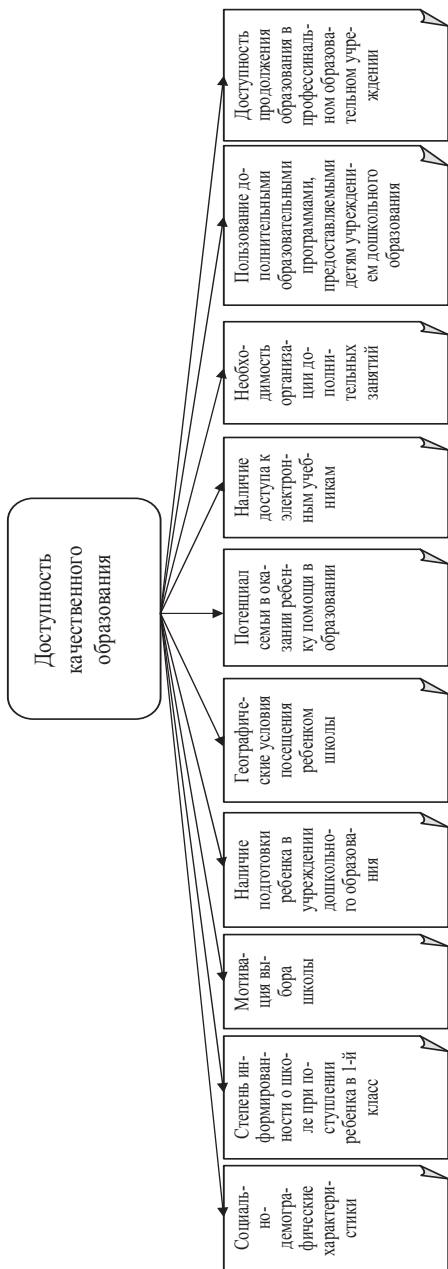 Доступность
качественного
образования
Социаль-
но-
демогра-
фические
характери-
стики
Степень ин-
формирован-
ности о шко-
ле при по-
ступлении
ребенка в 1-й
класс
Мотива-
ция вы-
бора
школы
Наличие
подготовки
ребенка в
учреждении
дошкольно-
го образова-
ния
Географиче-
ские условия
посещения
ребенком
школы
Потенциал
семьи в ока-
зании ребен-
ку помощи в
образовании
Наличие
доступа к
электрон-
ным учеб-
никам
Необхо-
димость
организа-
ции до-
полни-
тельных
занятий
Пользование до-
полнительными
образовательными
программами,
предоставляемыми
детям учреждени-
ем дошкольного
образования
Доступность
продолжения
образования в
профессиналь-
ном образова-
тельном учре-
ждении